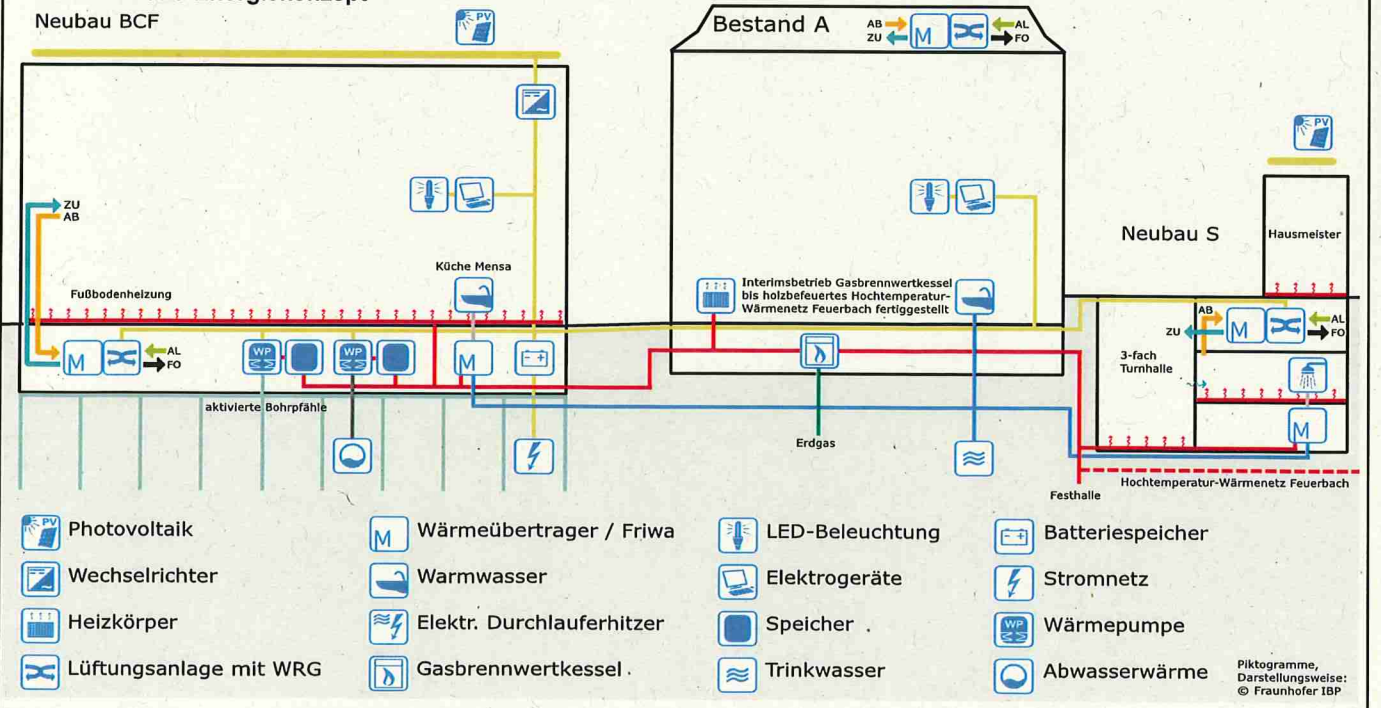 Neubau BCF
PV
Bestand A
AB
ZU
M
AL
FO
PV
ZU
AB
Neubau S
Hausmeister
Küche Mensa
Interimsbetrieb Gasbrennwertkessel
bis holzbefeuertes Hochtemperatur-
Wärmenetz Feuerbach fertiggestellt
Fußbodenheizung
M
AL
FO
WP
WP
M
AB
ZU
M
AL
FO
3-fach
Turnhalle
aktivierte Bohrpfähle
M
Erdgas
Festhalle
Hochtemperatur-Wärmenetz Feuerbach
PV Photovoltaik
Wechselrichter
Heizkörper
Lüftungsanlage mit WRG
M Wärmeübertrager / Friwa
Warmwasser
Elektr. Durchlauferhitzer
Gasbrennwertkessel
LED-Beleuchtung
Elektrogeräte
Speicher
Trinkwasser
Batteriespeicher
Stromnetz
WP Wärmepumpe
Abwasserwärme
Piktogramme,
Darstellungsweise:
© Fraunhofer IBP